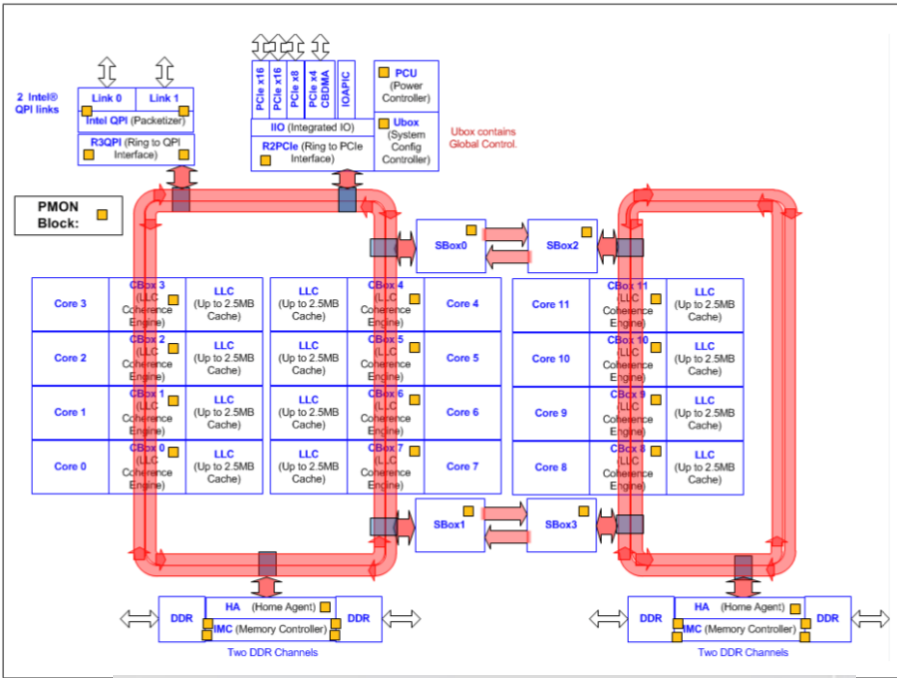 2 Intel®
QPI links
Link 0
Link 1
Intel QPI (Packetizer)
R3QPI (Ring to QPI
Interface)
PCIe x16
PCIe x16
PCIe x8
PCIe x4
CBDMA
IOAPIC
IIO (Integrated IO)
R2PCIe (Ring to PCIe
Interface)
PCU
(Power
Controller)
Ubox
(System
Config
Controller)
Ubox contains
Global Control.
PMON
Block:
SBox0
SBox2
Core 3
CBox 3
(LLC
Coherence
Engine)
LLC
(Up to 2.5MB
Cache)
LLC
(Up to 2.5MB
Cache)
CBox 4
(LLC
Coherence
Engine)
Core 4
Core 11
CBox 11
(LLC
Coherence
Engine)
LLC
(Up to 2.5MB
Cache)
Core 2
CBox 2
(LLC
Coherence
Engine)
LLC
(Up to 2.5MB
Cache)
LLC
(Up to 2.5MB
Cache)
CBox 5
(LLC
Coherence
Engine)
Core 5
Core 10
CBox 10
(LLC
Coherence
Engine)
LLC
(Up to 2.5MB
Cache)
Core 1
CBox 1
(LLC
Coherence
Engine)
LLC
(Up to 2.5MB
Cache)
LLC
(Up to 2.5MB
Cache)
CBox 6
(LLC
Coherence
Engine)
Core 6
Core 9
CBox 9
(LLC
Coherence
Engine)
LLC
(Up to 2.5MB
Cache)
Core 0
CBox 0
(LLC
Coherence
Engine)
LLC
(Up to 2.5MB
Cache)
LLC
(Up to 2.5MB
Cache)
CBox 7
(LLC
Coherence
Engine)
Core 7
Core 8
CBox 8
(LLC
Coherence
Engine)
LLC
(Up to 2.5MB
Cache)
SBox1
SBox3
DDR
HA (Home Agent)
IMC (Memory Controller)
DDR
Two DDR Channels
DDR
HA (Home Agent)
IMC (Memory Controller)
DDR
Two DDR Channels